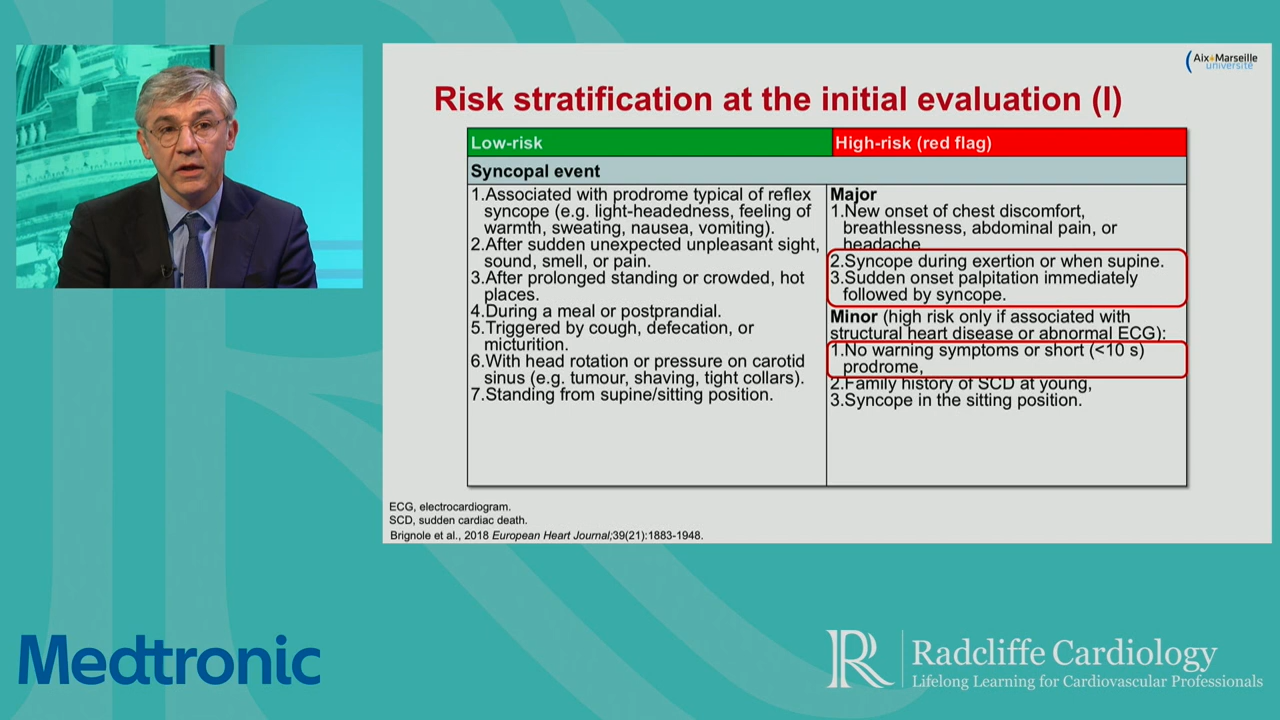 Aix✦Marseille
université
Risk stratification at the initial evaluation (I)
Low-risk
High-risk (red flag)
Syncopal event
1.Associated with prodrome typical of reflex
syncope (e.g. light-headedness, feeling of
warmth, sweating, nausea, vomiting).
2.After sudden unexpected unpleasant sight,
sound, smell, or pain.
3.After prolonged standing or crowded, hot
places.
4.During a meal or postprandial.
5.Triggered by cough, defecation, or
micturition.
6.With head rotation or pressure on carotid
sinus (e.g. tumour, shaving, tight collars).
7.Standing from supine/sitting position.
Major
1.New onset of chest discomfort,
breathlessness, abdominal pain, or
headache
2.Syncope during exertion or when supine.
3.Sudden onset palpitation immediately
followed by syncope.
Minor (high risk only if associated with
structural heart disease or abnormal ECG):
1.No warning symptoms or short (<10 s)
prodrome,
2.Family history of SCD at young,
3.Syncope in the sitting position.
ECG, electrocardiogram.
SCD, sudden cardiac death.
Brignole et al., 2018 European Heart Journal;39(21):1883-1948.
Medtronic
R
Radcliffe Cardiology
Lifelong Learning for Cardiovascular Professionals